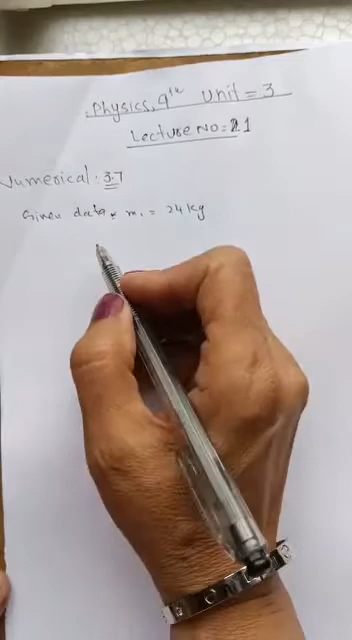 Physics, 9th Unit = 3
Lecture No: 21
Numerical: 3.7
Given data, m₁ = 24 kg